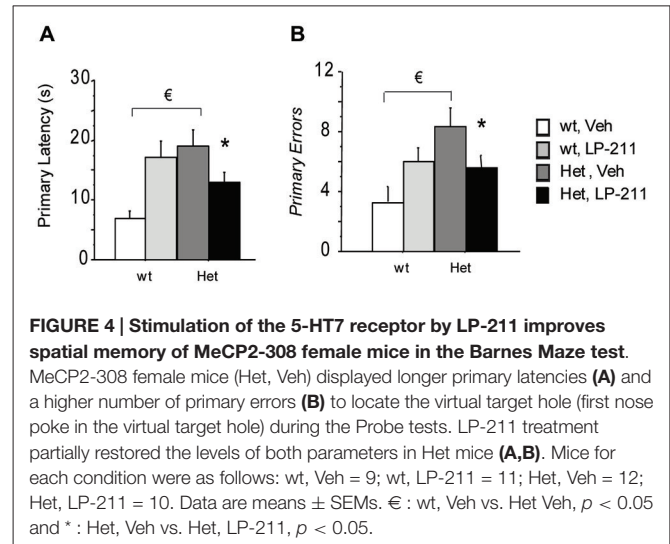 A
B
Primary Latency (s)
30
20
10
0
€
*
wt
Het
Primary Errors
12
8
4
0
€
*
wt
Het
wt, Veh
wt, LP-211
Het , Veh
Het, LP-211
FIGURE 4 | Stimulation of the 5-HT7 receptor by LP-211 improves
spatial memory of MeCP2-308 female mice in the Barnes Maze test.
MeCP2-308 female mice (Het, Veh) displayed longer primary latencies (A) and
a higher number of primary errors (B) to locate the virtual target hole (first nose
poke in the virtual target hole) during the Probe tests. LP-211 treatment
partially restored the levels of both parameters in Het mice (A,B). Mice for
each condition were as follows: wt, Veh = 9; wt, LP-211 = 11; Het, Veh = 12;
Het, LP-211 = 10. Data are means ± SEMs. € : wt, Veh vs. Het Veh, p < 0.05
and * : Het, Veh vs. Het, LP-211, p < 0.05.